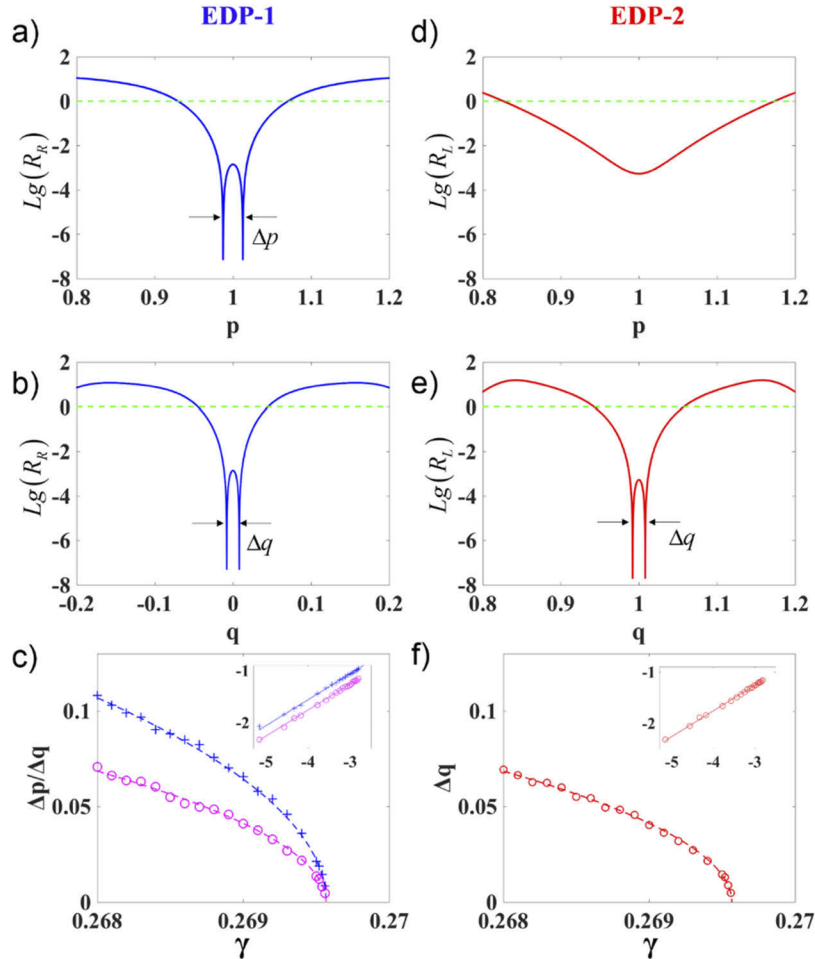 EDP-1
EDP-2
a)
2
0
-2
-4
-6
-8
Lg(R_R)
Δp
0.8
0.9
1
1.1
1.2
p
d)
2
0
-2
-4
-6
-8
Lg(R_L)
0.8
0.9
1
1.1
1.2
p
b)
2
0
-2
-4
-6
-8
Lg(R_R)
Δq
-0.2
-0.1
0
0.1
0.2
q
e)
2
0
-2
-4
-6
-8
Lg(R_L)
Δq
0.8
0.9
1
1.1
1.2
q
c)
0.1
0.05
0
Δp/Δq
-1
-2
-5
-4
-3
0.268
0.269
0.27
γ
f)
0.1
0.05
0
Δq
-1
-2
-5
-4
-3
0.268
0.269
0.27
γ